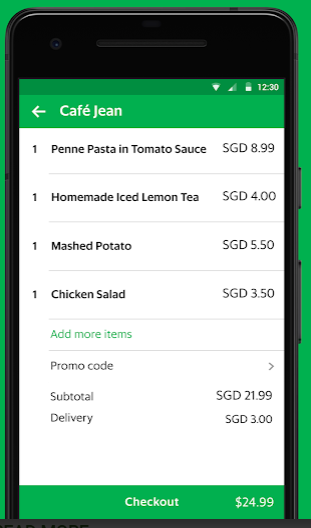 12:30
Café Jean
1 Penne Pasta in Tomato Sauce SGD 8.99
1 Homemade Iced Lemon Tea SGD 4.00
1 Mashed Potato SGD 5.50
1 Chicken Salad SGD 3.50
Add more items
Promo code
Subtotal SGD 21.99
Delivery SGD 3.00
Checkout $24.99
READ MORE